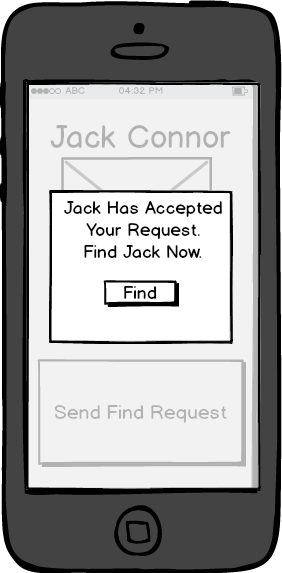 ABC 04:32 PM
Jack Connor
Jack Has Accepted
Your Request.
Find Jack Now.
Find
Send Find Request